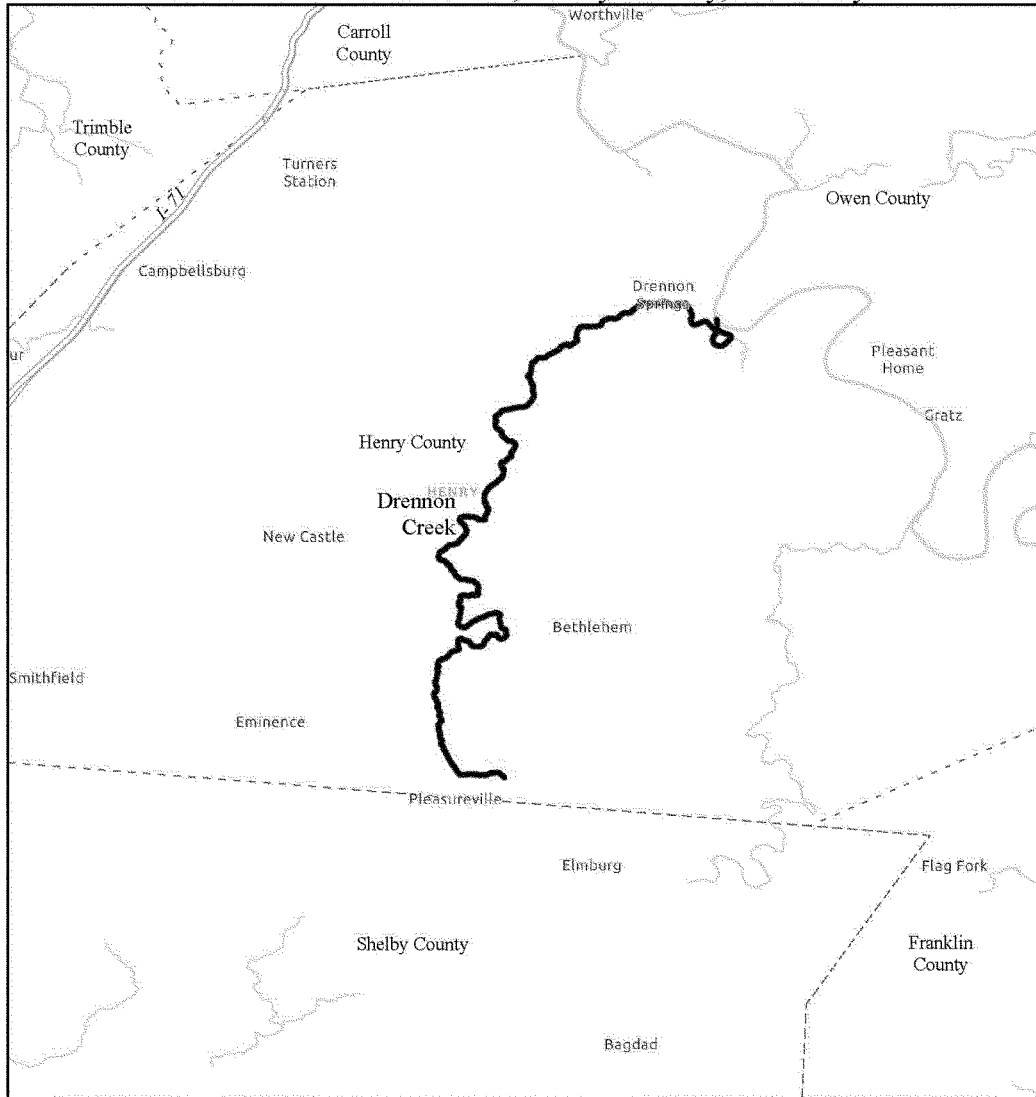 Worthville
Carroll
County
Trimble
County
Turners
Station
I-71
Owen County
Campbellsburg
Drennon
Springs
ur
Pleasant
Home
Gratz
Henry County
HENRY
Drennon
Creek
New Castle
Bethlehem
Smithfield
Eminence
Pleasureville
Elmburg
Flag Fork
Shelby County
Franklin
County
Bagdad